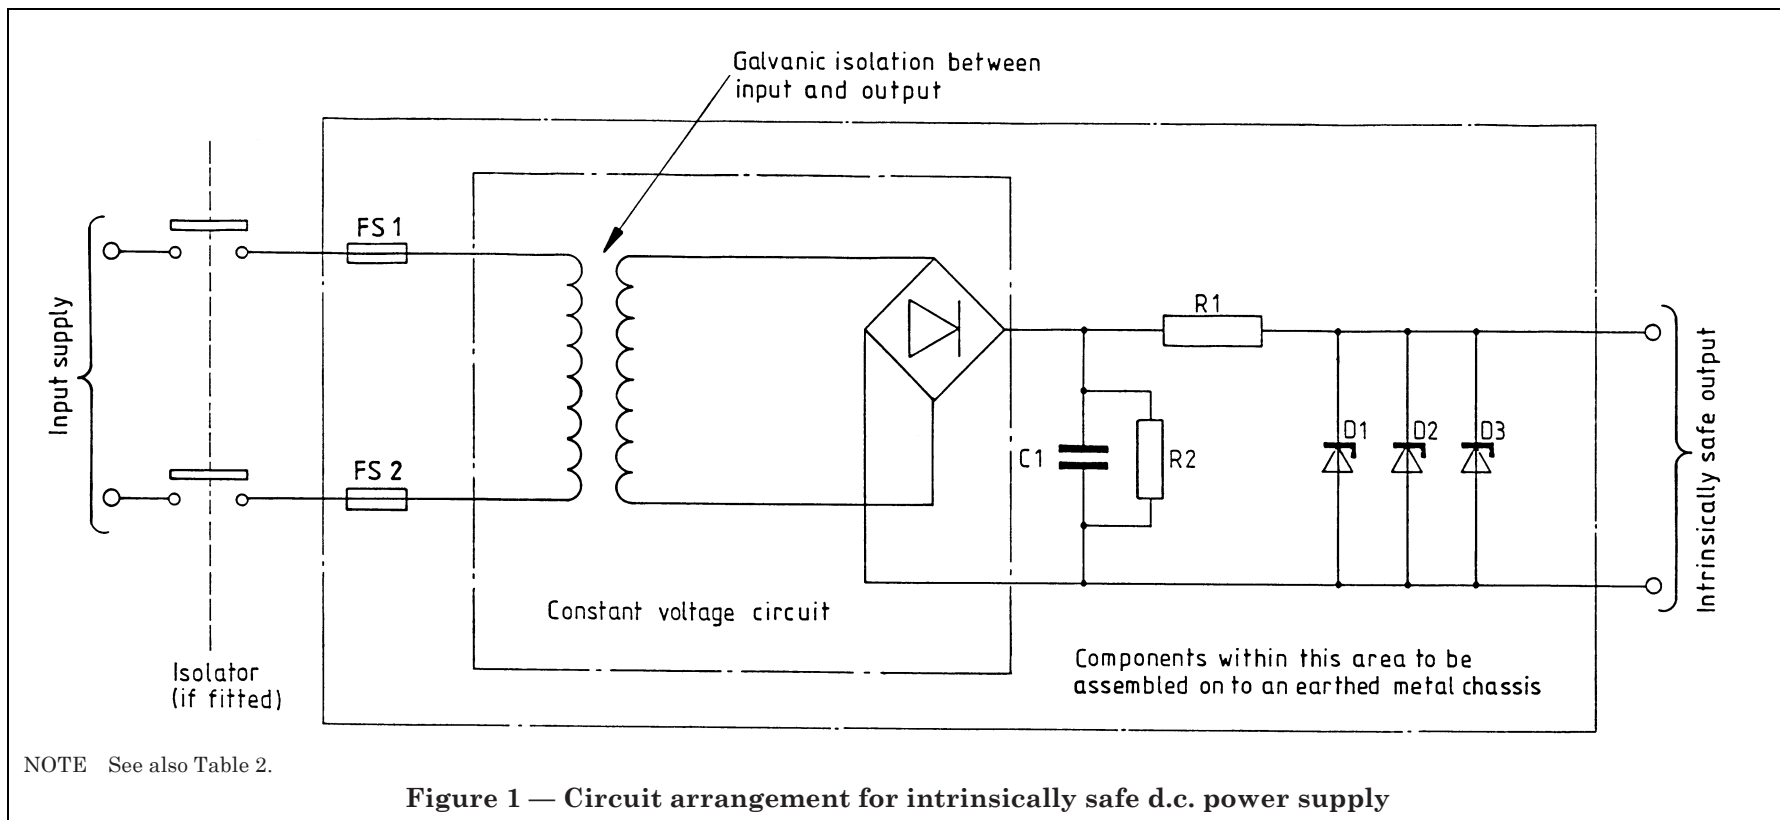 Galvanic isolation between
input and output
FS 1
R1
Input supply
Intrinsically safe output
D1
D2
D3
FS 2
C1
R2
Constant voltage circuit
Isolator
(if fitted)
Components within this area to be
assembled on to an earthed metal chassis
NOTE See also Table 2.
Figure 1 — Circuit arrangement for intrinsically safe d.c. power supply